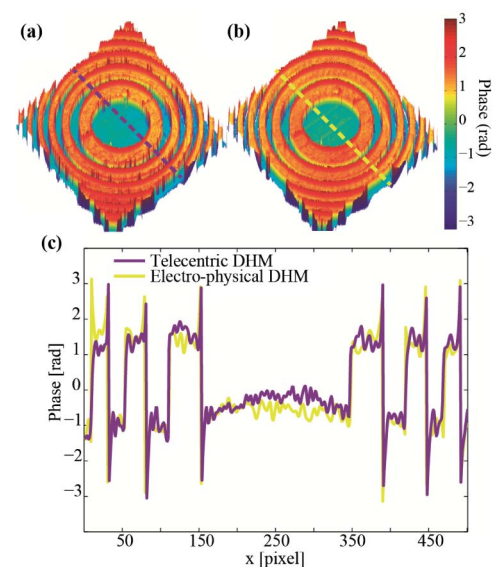 (a)
(b)
3
2
1
0
−1
−2
−3
Phase (rad)
(c)
Telecentric DHM
Electro-physical DHM
3
2
1
0
−1
−2
−3
Phase [rad]
50
150
250
350
450
x [pixel]